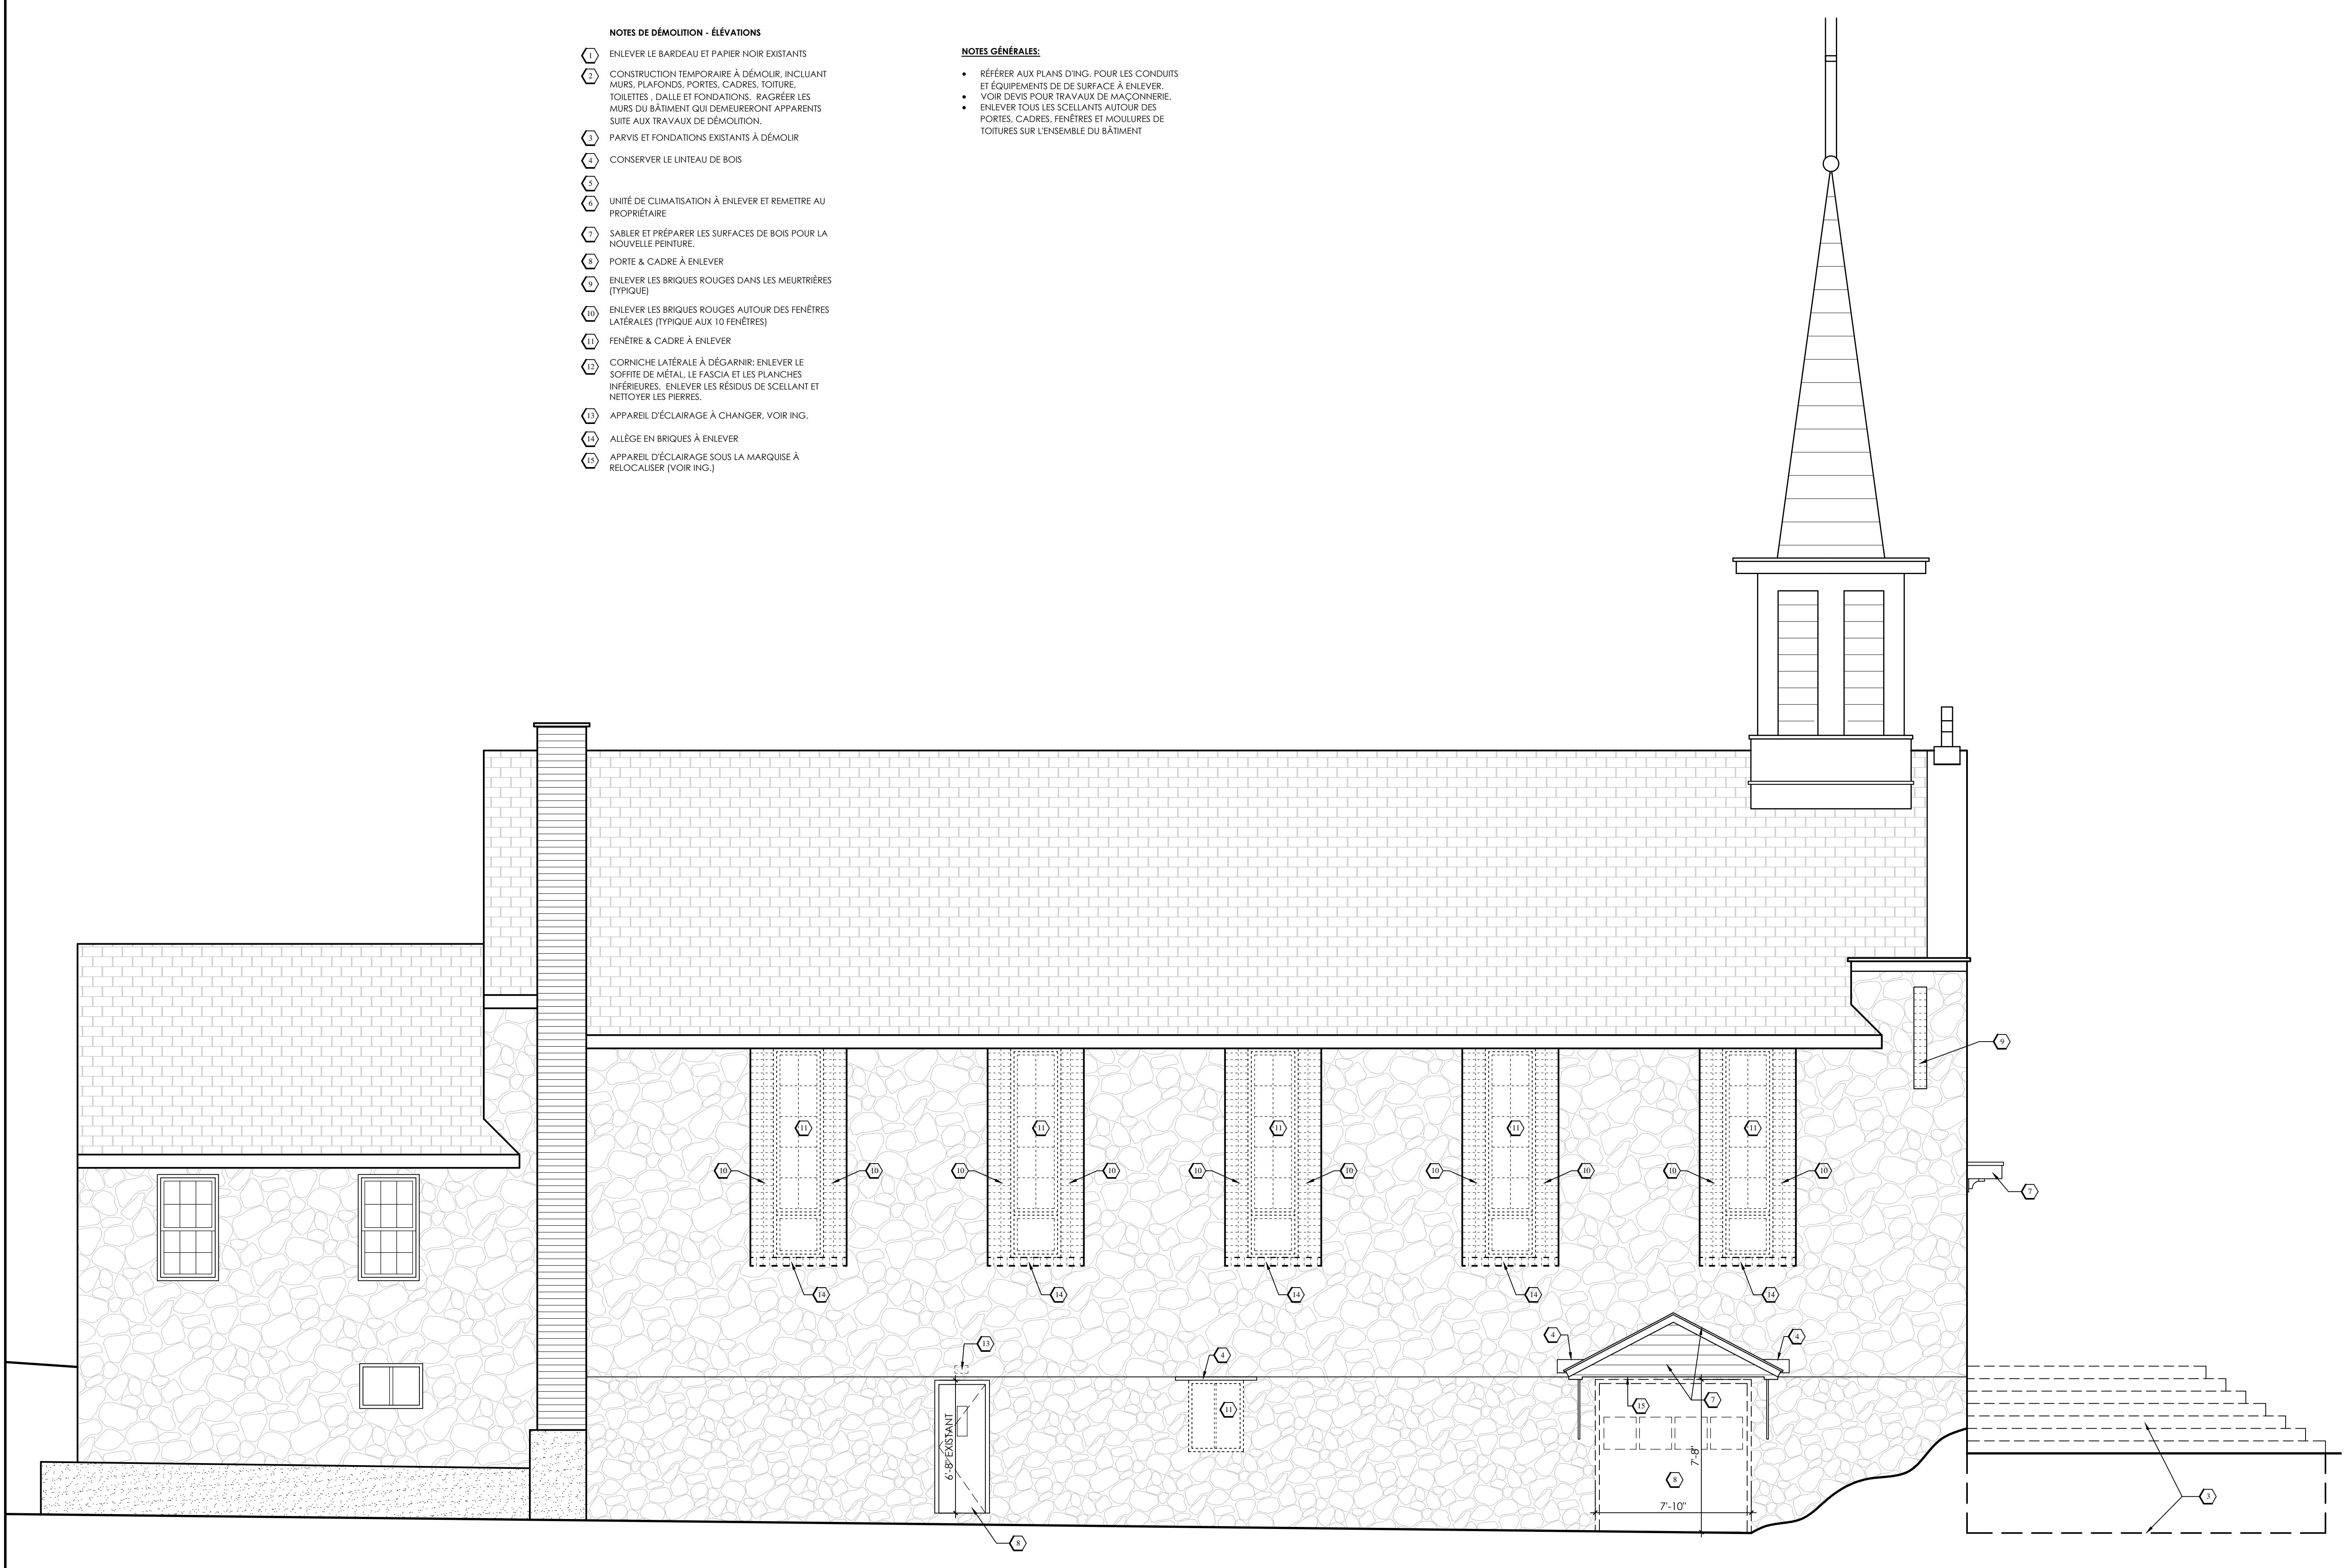 NOTES DE DÉMOLITION - ÉLÉVATIONS
1 ENLEVER LE BARDEAU ET PAPIER NOIR EXISTANTS
2 CONSTRUCTION TEMPORAIRE À DÉMOLIR, INCLUANT
MURS, PLAFONDS, PORTES, CADRES, TOITURE,
TOILETTES , DALLE ET FONDATIONS. RAGRÉER LES
MURS DU BÂTIMENT QUI DEMEURERONT APPARENTS
SUITE AUX TRAVAUX DE DÉMOLITION.
3 PARVIS ET FONDATIONS EXISTANTS À DÉMOLIR
4 CONSERVER LE LINTEAU DE BOIS
5
6 UNITÉ DE CLIMATISATION À ENLEVER ET REMETTRE AU
PROPRIÉTAIRE
7 SABLER ET PRÉPARER LES SURFACES DE BOIS POUR LA
NOUVELLE PEINTURE.
8 PORTE & CADRE À ENLEVER
9 ENLEVER LES BRIQUES ROUGES DANS LES MEURTRIÈRES
(TYPIQUE)
10 ENLEVER LES BRIQUES ROUGES AUTOUR DES FENÊTRES
LATÉRALES (TYPIQUE AUX 10 FENÊTRES)
11 FENÊTRE & CADRE À ENLEVER
12 CORNICHE LATÉRALE À DÉGARNIR: ENLEVER LE
SOFFITE DE MÉTAL, LE FASCIA ET LES PLANCHES
INFÉRIEURES. ENLEVER LES RÉSIDUS DE SCELLANT ET
NETTOYER LES PIERRES.
13 APPAREIL D'ÉCLAIRAGE À CHANGER, VOIR ING.
14 ALLÈGE EN BRIQUES À ENLEVER
15 APPAREIL D'ÉCLAIRAGE SOUS LA MARQUISE À
RELOCALISER (VOIR ING.)
NOTES GÉNÉRALES:
• RÉFÉRER AUX PLANS D'ING. POUR LES CONDUITS
ET ÉQUIPEMENTS DE DE SURFACE À ENLEVER.
• VOIR DEVIS POUR TRAVAUX DE MAÇONNERIE.
• ENLEVER TOUS LES SCELLANTS AUTOUR DES
PORTES, CADRES, FENÊTRES ET MOULURES DE
TOITURES SUR L'ENSEMBLE DU BÂTIMENT
9
11 11 11 11 11
10 10 10 10 10 10 10 10 10 10
7
14 14 14 14 14
13
4
4
4
11
15
7
6'-8" EXISTANT
7'-8"
8
7'-10"
3
8